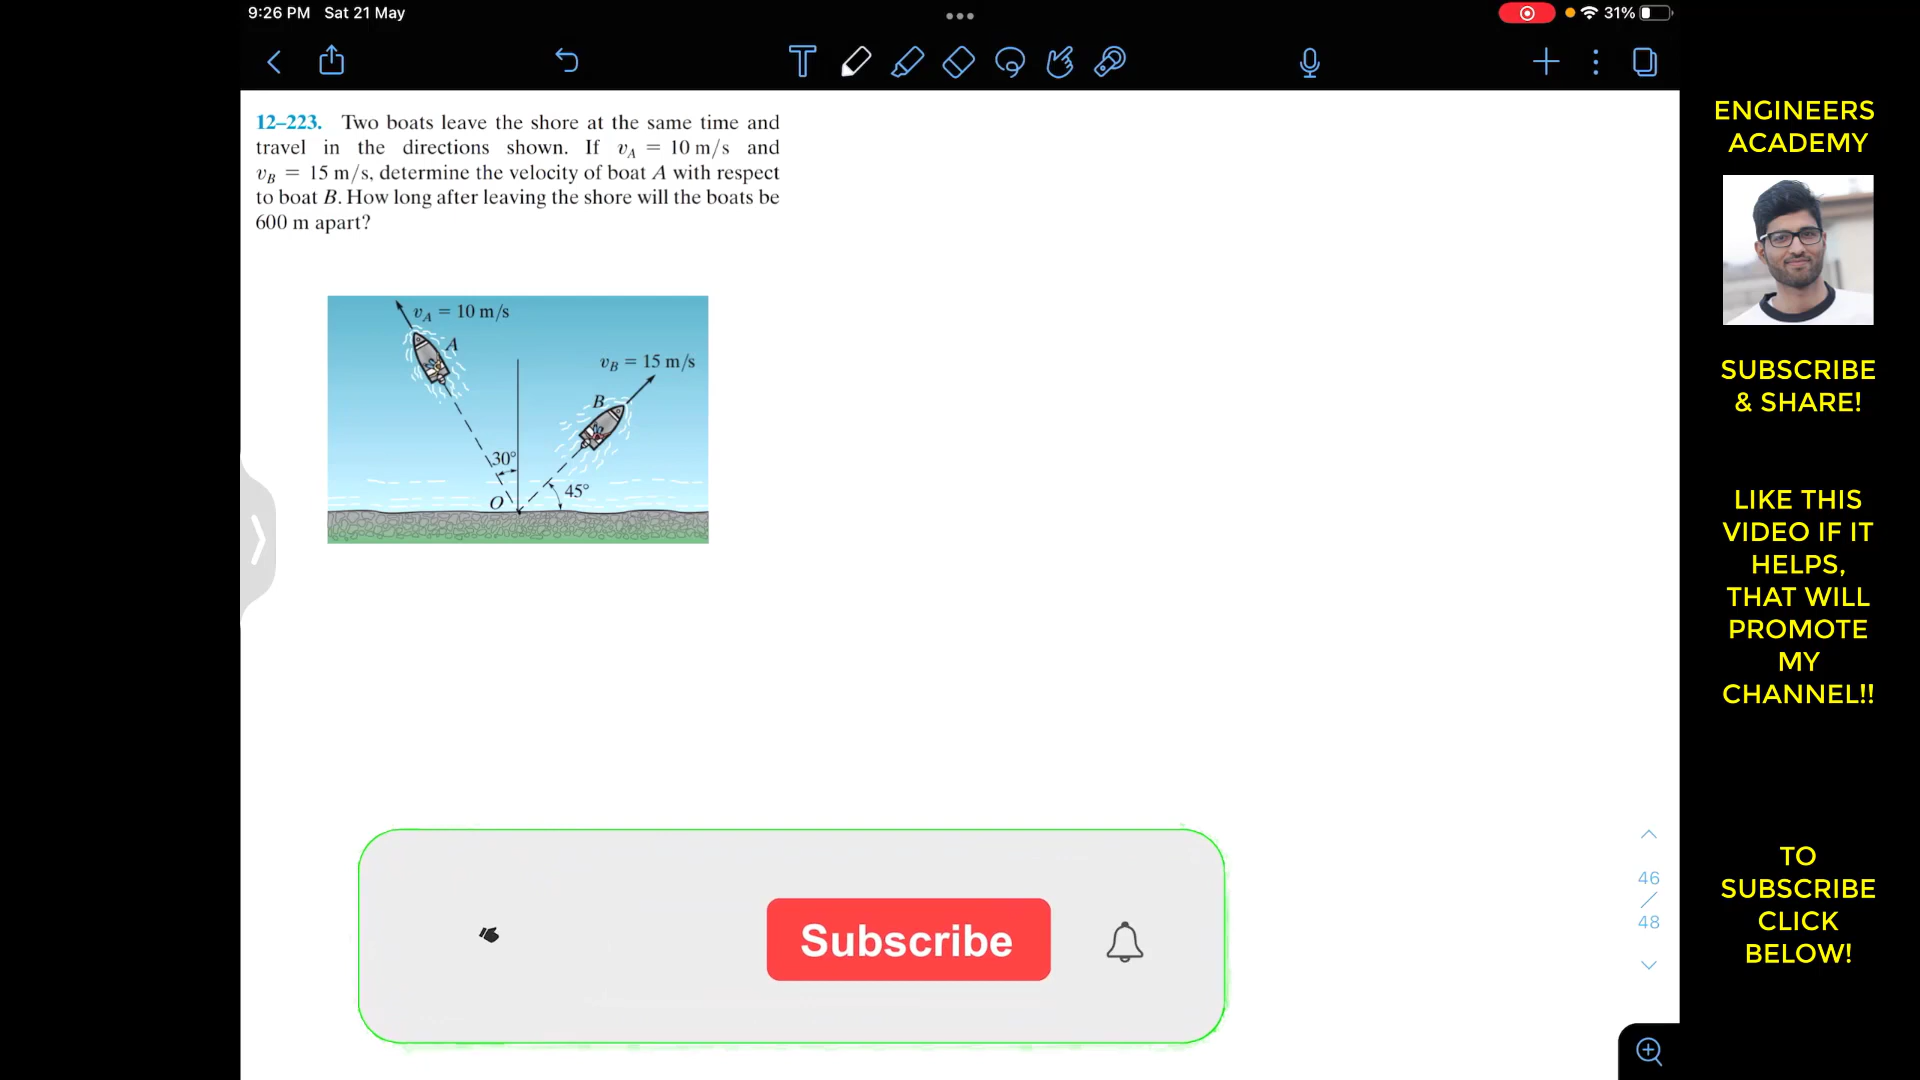 9:26 PM Sat 21 May
31%
12–223. Two boats leave the shore at the same time and
travel in the directions shown. If v_A = 10 m/s and
v_B = 15 m/s, determine the velocity of boat A with respect
to boat B. How long after leaving the shore will the boats be
600 m apart?
v_A = 10 m/s
A
v_B = 15 m/s
B
30°
O
45°
Subscribe
46
/
48
ENGINEERS
ACADEMY
SUBSCRIBE
& SHARE!
LIKE THIS
VIDEO IF IT
HELPS,
THAT WILL
PROMOTE
MY
CHANNEL!!
TO
SUBSCRIBE
CLICK
BELOW!